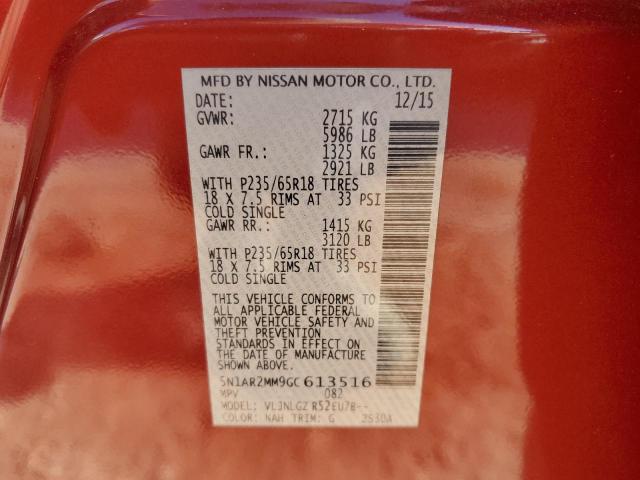 MFD BY NISSAN MOTOR CO., LTD.
DATE: 12/15
GVWR: 2715 KG
5986 LB
GAWR FR.: 1325 KG
2921 LB
WITH P235/65R18 TIRES
18 X 7.5 RIMS AT 33 PSI
COLD SINGLE
GAWR RR.: 1415 KG
3120 LB
WITH P235/65R18 TIRES
18 X 7.5 RIMS AT 33 PSI
COLD SINGLE
THIS VEHICLE CONFORMS TO
ALL APPLICABLE FEDERAL
MOTOR VEHICLE SAFETY AND
THEFT PREVENTION
STANDARDS IN EFFECT ON
THE DATE OF MANUFACTURE
SHOWN ABOVE.
5N1AR2MM9GC613516
MPV 082
MODEL: VL3NLGZ R52EU7B--
COLOR: NAH TRIM: G 2530A